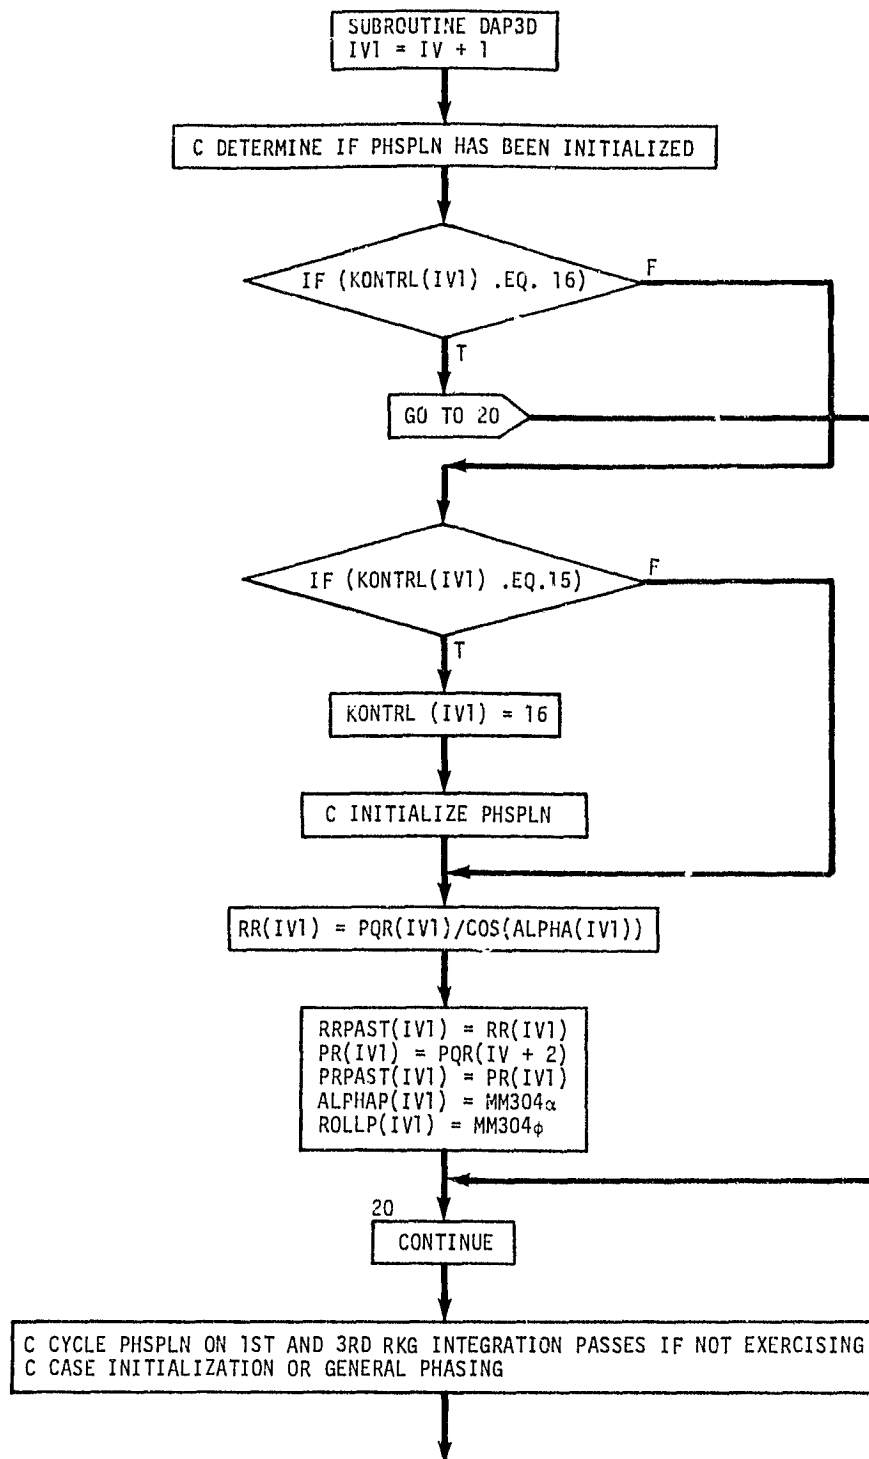 SUBROUTINE DAP3D
IV1 = IV + 1
C DETERMINE IF PHSPLN HAS BEEN INITIALIZED
IF (KONTRL(IV1) .EQ. 16)
F
T
GO TO 20
IF (KONTRL(IV1) .EQ.15)
F
T
KONTRL (IV1) = 16
C INITIALIZE PHSPLN
RR(IV1) = PQR(IV1)/COS(ALPHA(IV1))
RRPAST(IV1) = RR(IV1)
PR(IV1) = PQR(IV + 2)
PRPAST(IV1) = PR(IV1)
ALPHAP(IV1) = MM304α
ROLLP(IV1) = MM304φ
20
CONTINUE
C CYCLE PHSPLN ON 1ST AND 3RD RKG INTEGRATION PASSES IF NOT EXERCISING
C CASE INITIALIZATION OR GENERAL PHASING